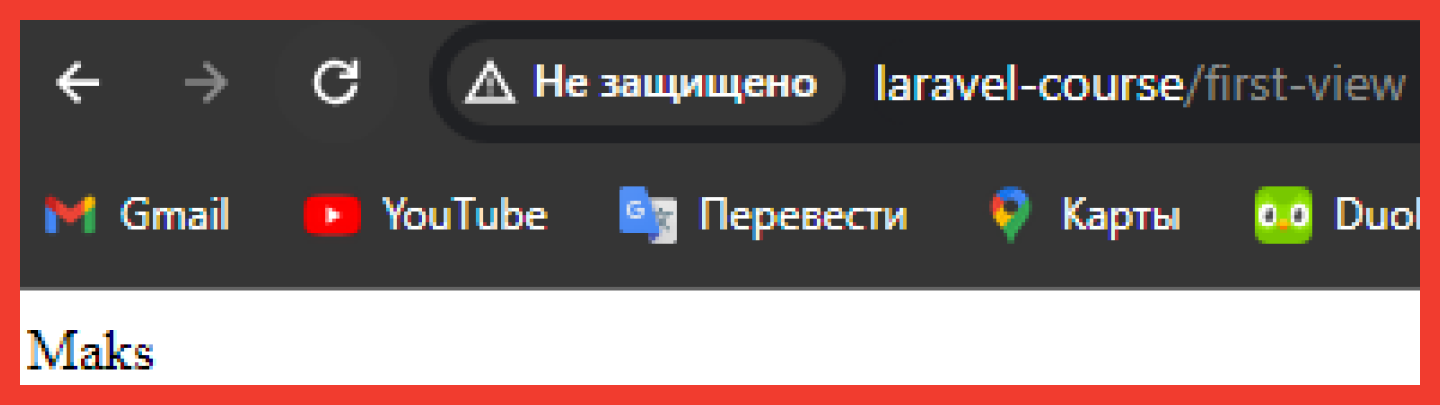 Не защищено laravel-course/first-view
Gmail YouTube Перевести Карты Duol
Maks